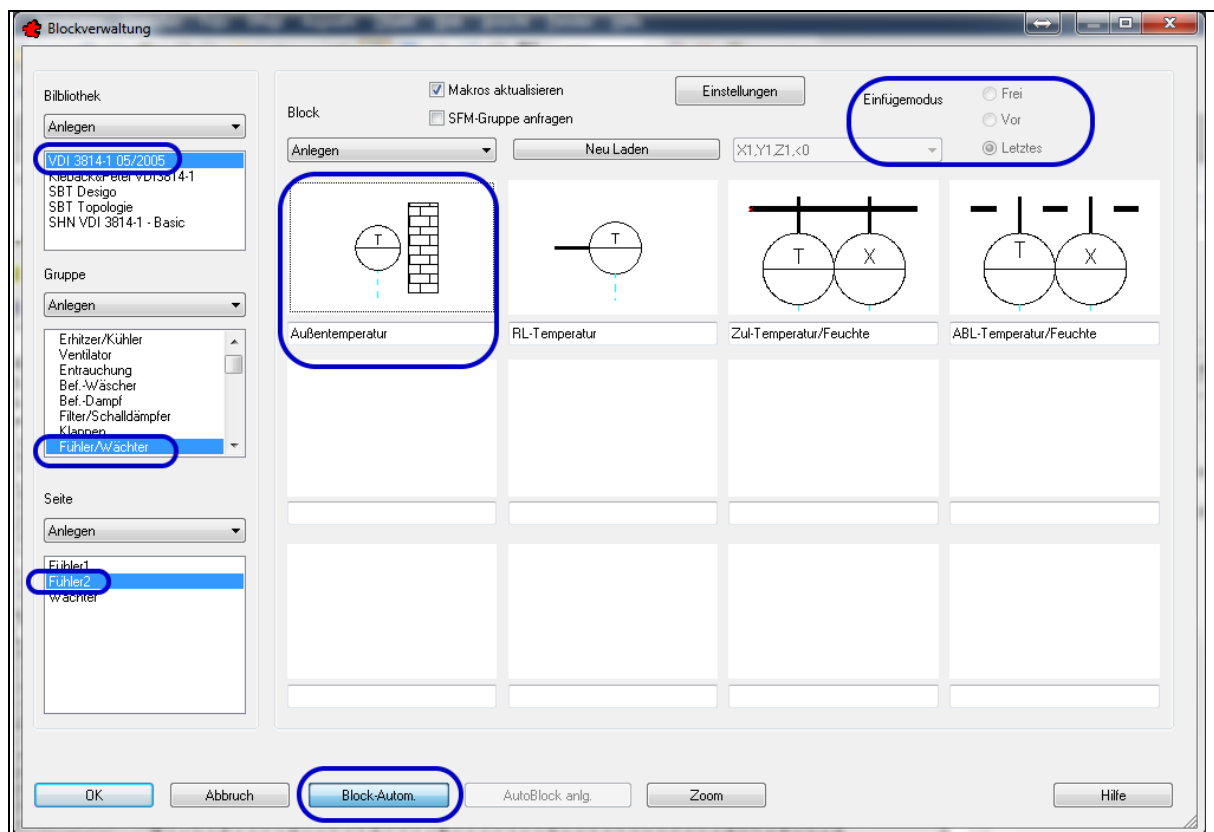 Blockverwaltung
Bilbliothek
Anlegen
VDI 3814-1 05/2005
Kieback&Peter VDI3814-1
SBT Desigo
SBT Topologie
SHN VDI 3814-1 - Basic
Gruppe
Anlegen
Erhitzer/Kühler
Ventilator
Entrauchung
Bef.-Wäscher
Bef.-Dampf
Filter/Schalldämpfer
Klappen
Fühler/Wächter
Seite
Anlegen
Fühler1
Fühler2
Wächter
Block
Makros aktualisieren
SFM-Gruppe anfragen
Einstellungen
Einfügemodus
Frei
Vor
Letztes
Anlegen
Neu Laden
X1,Y1,Z1,<0
T
T
T X
T X
Außentemperatur
RL-Temperatur
Zul-Temperatur/Feuchte
ABL-Temperatur/Feuchte
OK
Abbruch
Block-Autom.
AutoBlock anlg.
Zoom
Hilfe